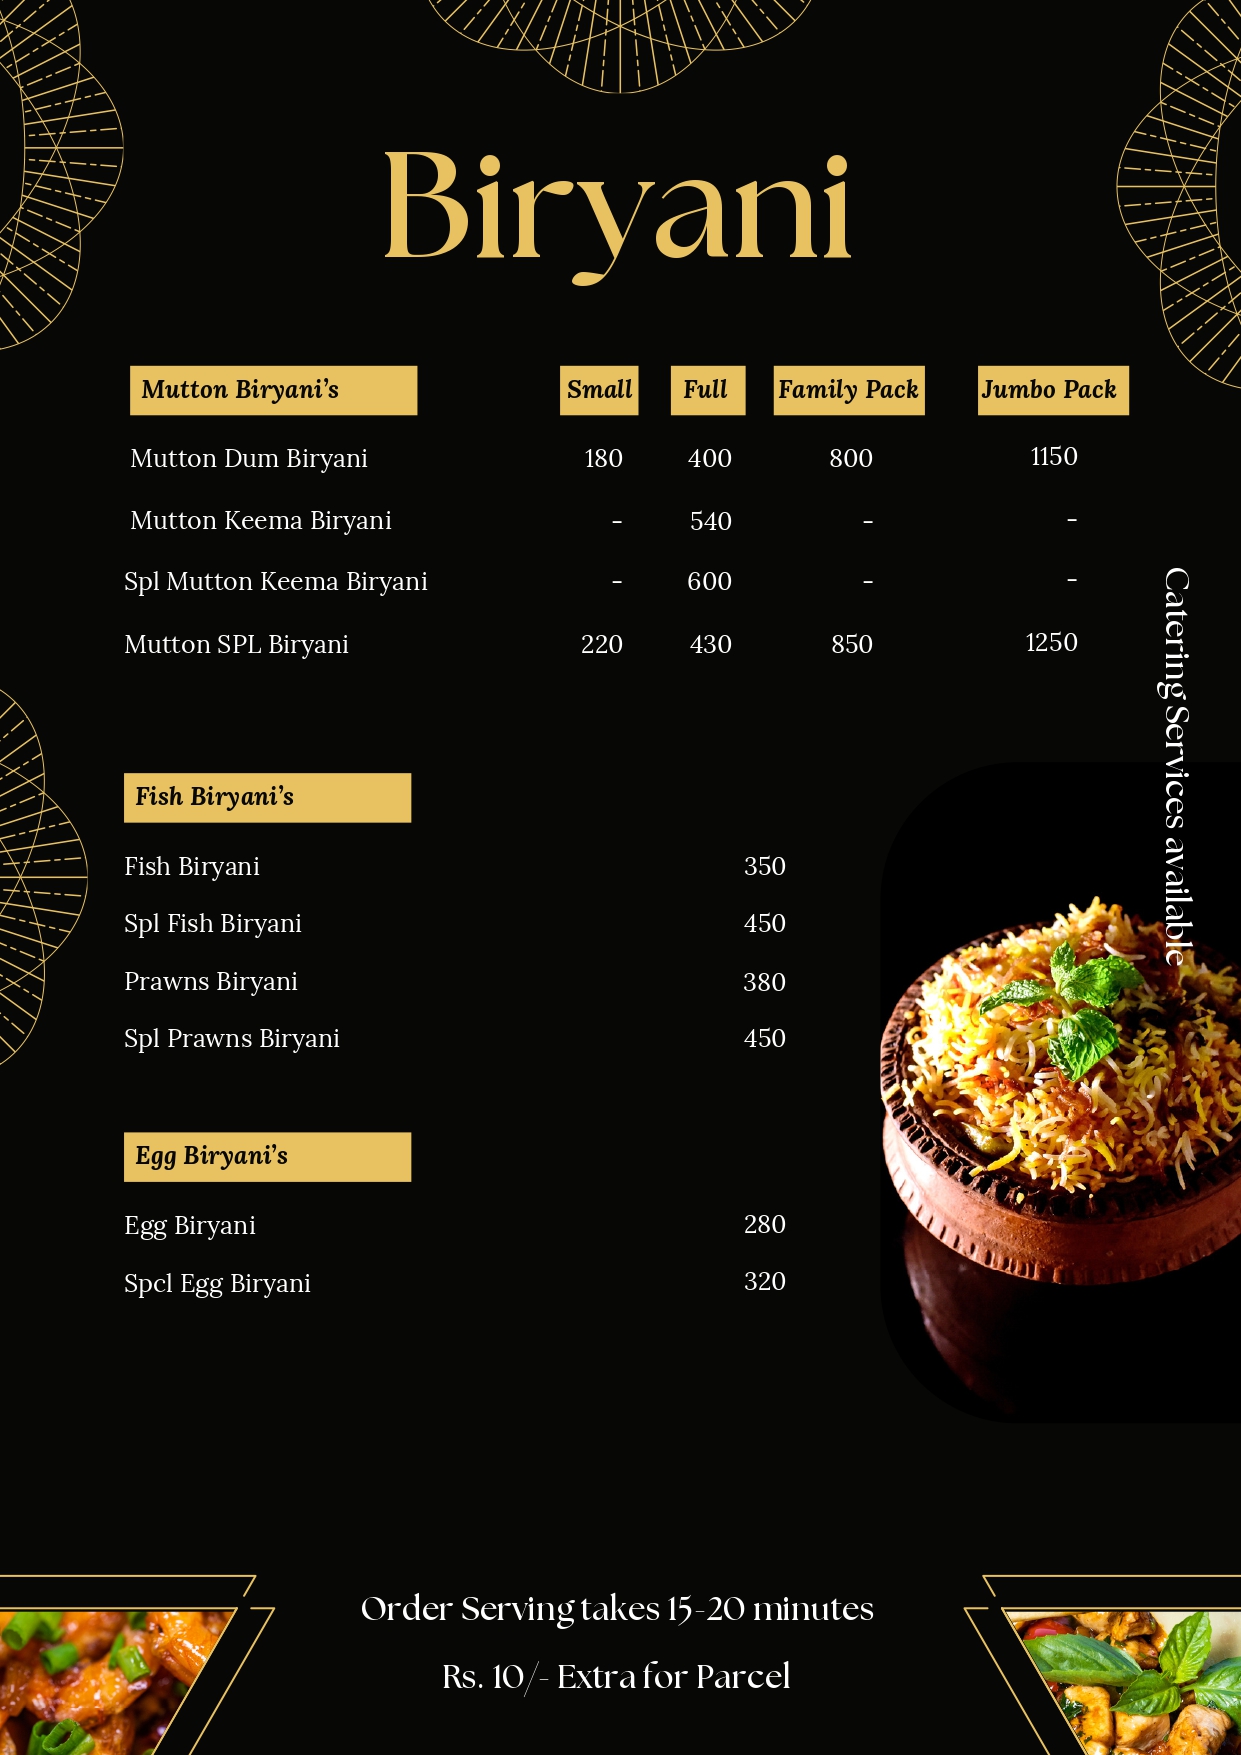 Biryani
Mutton Biryani's Small Full Family Pack Jumbo Pack
Mutton Dum Biryani 180 400 800 1150
Mutton Keema Biryani - 540 - -
Spl Mutton Keema Biryani - 600 - -
Mutton SPL Biryani 220 430 850 1250
Catering Services available
Fish Biryani's
Fish Biryani 350
Spl Fish Biryani 450
Prawns Biryani 380
Spl Prawns Biryani 450
Egg Biryani's
Egg Biryani 280
Spcl Egg Biryani 320
Order Serving takes 15-20 minutes
Rs. 10/- Extra for Parcel